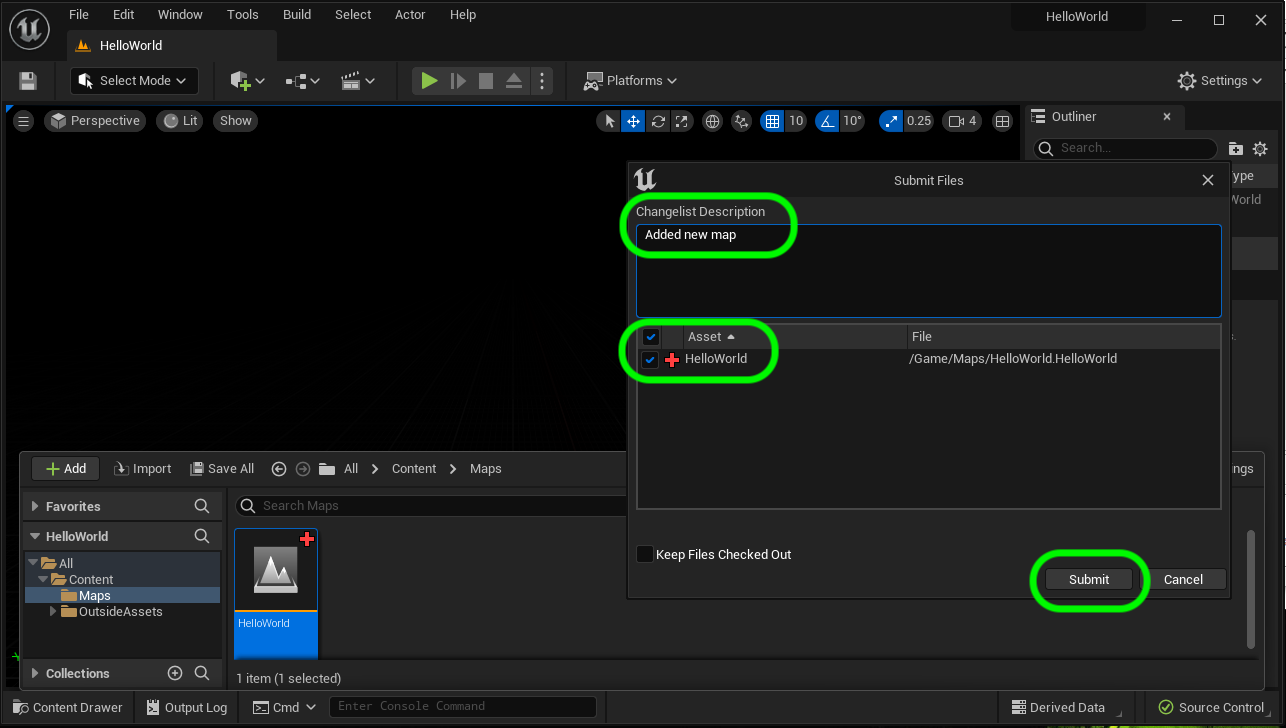 File Edit Window Tools Build Select Actor Help HelloWorld
HelloWorld
Select Mode Platforms Settings
Perspective Lit Show 10 10° 0.25 4 Outliner
Search...
Submit Files
Changelist Description
Added new map
Asset File
HelloWorld /Game/Maps/HelloWorld.HelloWorld
Keep Files Checked Out
Submit Cancel
Add Import Save All All Content Maps
Favorites Search Maps
HelloWorld
All
Content
Maps
OutsideAssets
HelloWorld
Collections
1 item (1 selected)
Content Drawer Output Log Cmd Enter Console Command Derived Data Source Control